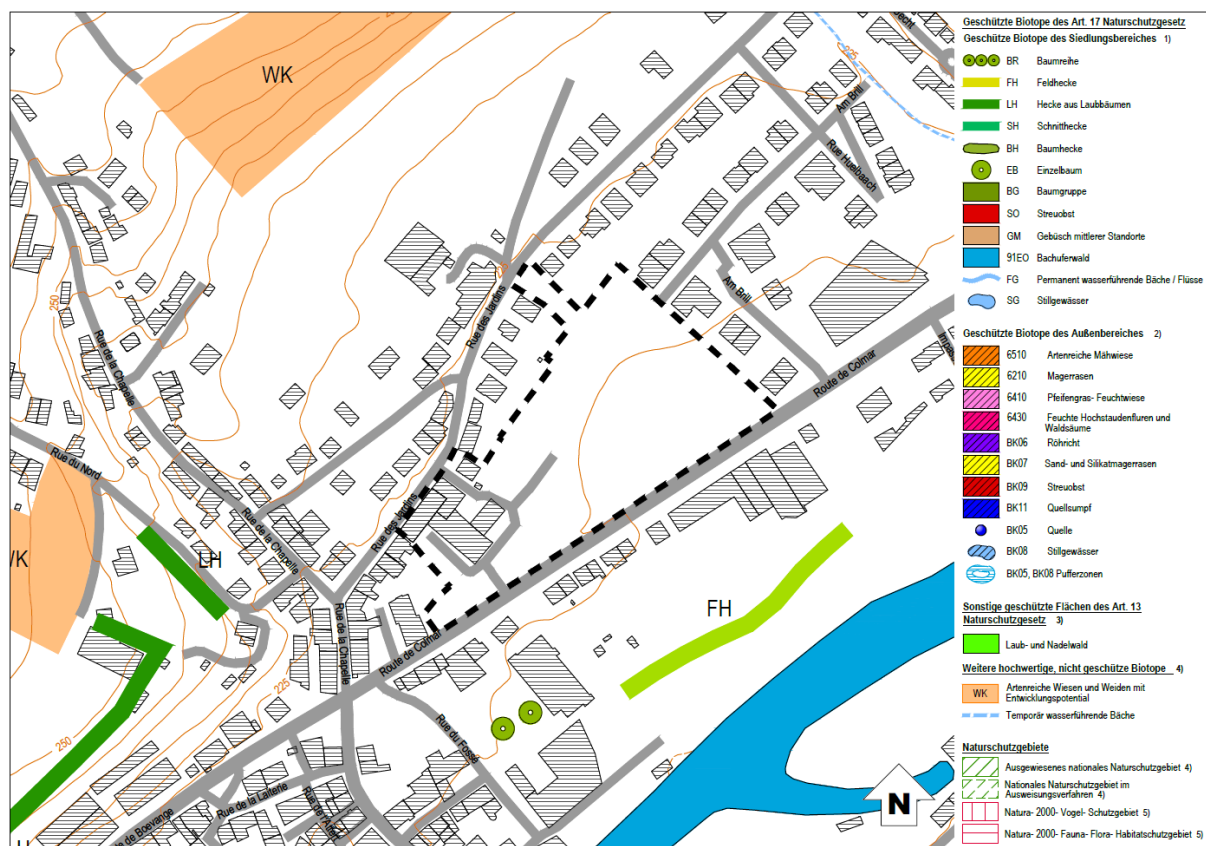 WK
225
250
225
250
225
250
WK
LH
FH
Rue des Jardins
Rue des Jardins
Rue de la Chapelle
Rue de la Chapelle
Rue de la Chapelle
Rue du Nord
Am Brill
Rue Huelbaach
Am Brill
Route de Colmar
Route de Colmar
Rue du Fossé
Rue de la Laiterie
de Boevange
N
Geschützte Biotope des Art. 17 Naturschutzgesetz
Geschütze Biotope des Siedlungsbereiches 1)
BR Baumreihe
FH Feldhecke
LH Hecke aus Laubbäumen
SH Schnitthecke
BH Baumhecke
EB Einzelbaum
BG Baumgruppe
SO Streuobst
GM Gebüsch mittlerer Standorte
91EO Bachuferwald
FG Permanent wasserführende Bäche / Flüsse
SG Stillgewässer
Geschützte Biotope des Außenbereiches 2)
6510 Artenreiche Mähwiese
6210 Magerrasen
6410 Pfeifengras- Feuchtwiese
6430 Feuchte Hochstaudenfluren und
Waldsäume
BK06 Röhricht
BK07 Sand- und Silikatmagerrasen
BK09 Streuobst
BK11 Quellsumpf
BK05 Quelle
BK08 Stillgewässer
BK05, BK08 Pufferzonen
Sonstige geschützte Flächen des Art. 13
Naturschutzgesetz 3)
Laub- und Nadelwald
Weitere hochwertige, nicht geschütze Biotope 4)
WK Artenreiche Wiesen und Weiden mit
Entwicklungspotential
Temporär wasserführende Bäche
Naturschutzgebiete
Ausgewiesenes nationales Naturschutzgebiet 4)
Nationales Naturschutzgebiet im
Ausweisungsverfahren 4)
Natura- 2000- Vogel- Schutzgebiet 5)
Natura- 2000- Fauna- Flora- Habitatschutzgebiet 5)